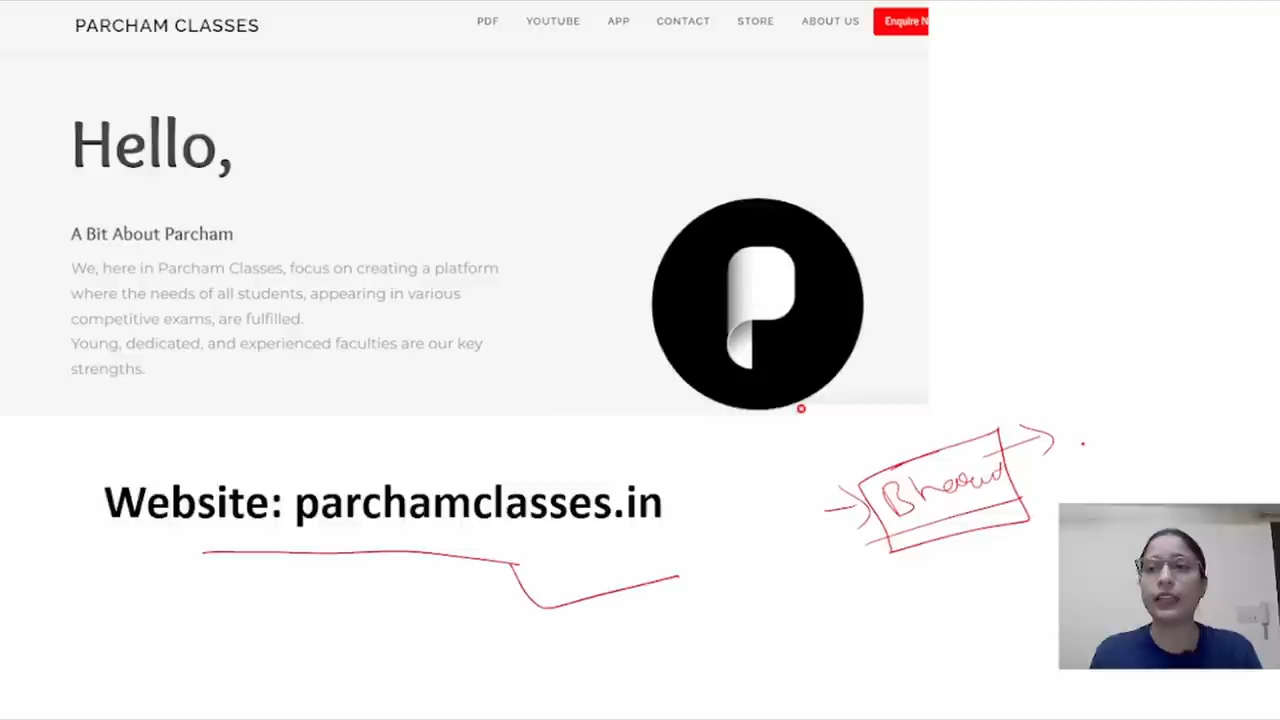 PARCHAM CLASSES
PDF YOUTUBE APP CONTACT STORE ABOUT US Enquire N
Hello,
A Bit About Parcham
We, here in Parcham Classes, focus on creating a platform
where the needs of all students, appearing in various
competitive exams, are fulfilled.
Young, dedicated, and experienced faculties are our key
strengths.
Website: parchamclasses.in